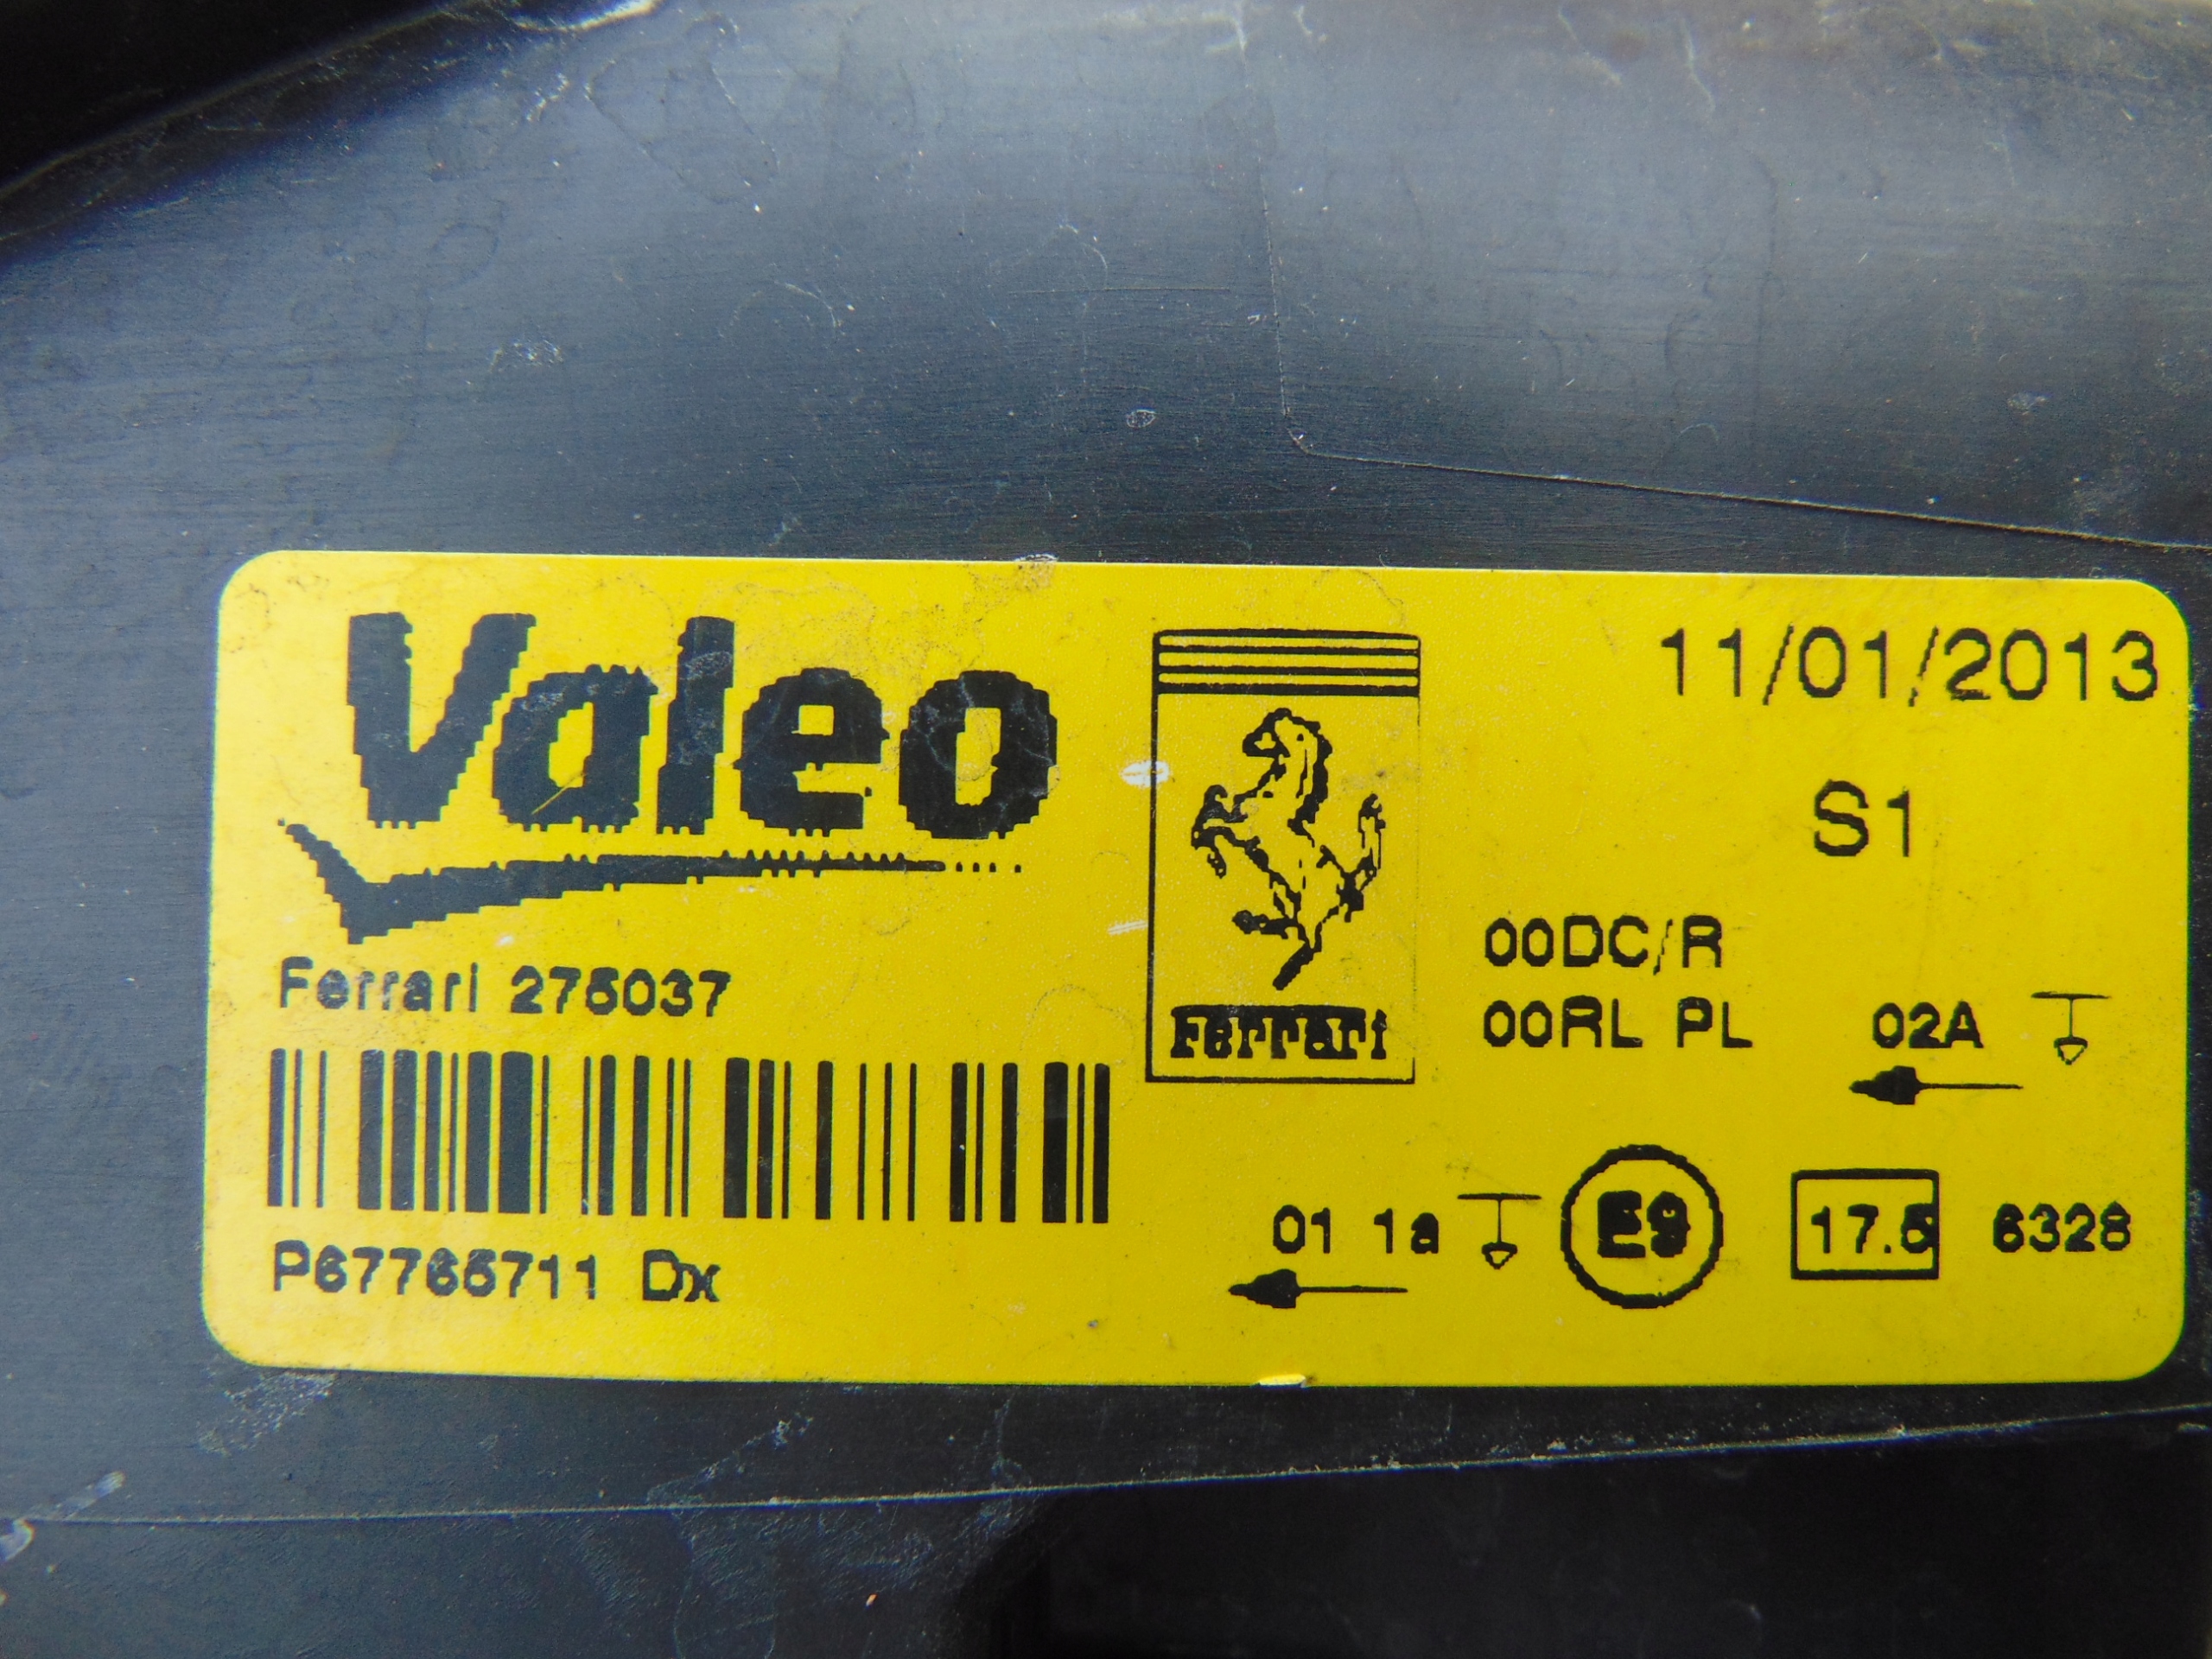 Valeo
Ferrari 275037
P67765711 Dx
Ferrari
11/01/2013
S1
00DC/R
00RL PL 02A
01 1a E9 17.5 6328